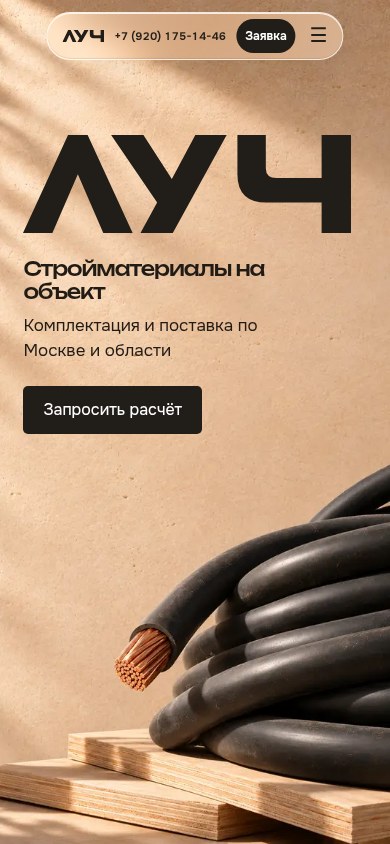 ЛУЧ +7 (920) 175-14-46 Заявка
ЛУЧ
Стройматериалы на
объект
Комплектация и поставка по
Москве и области
Запросить расчёт